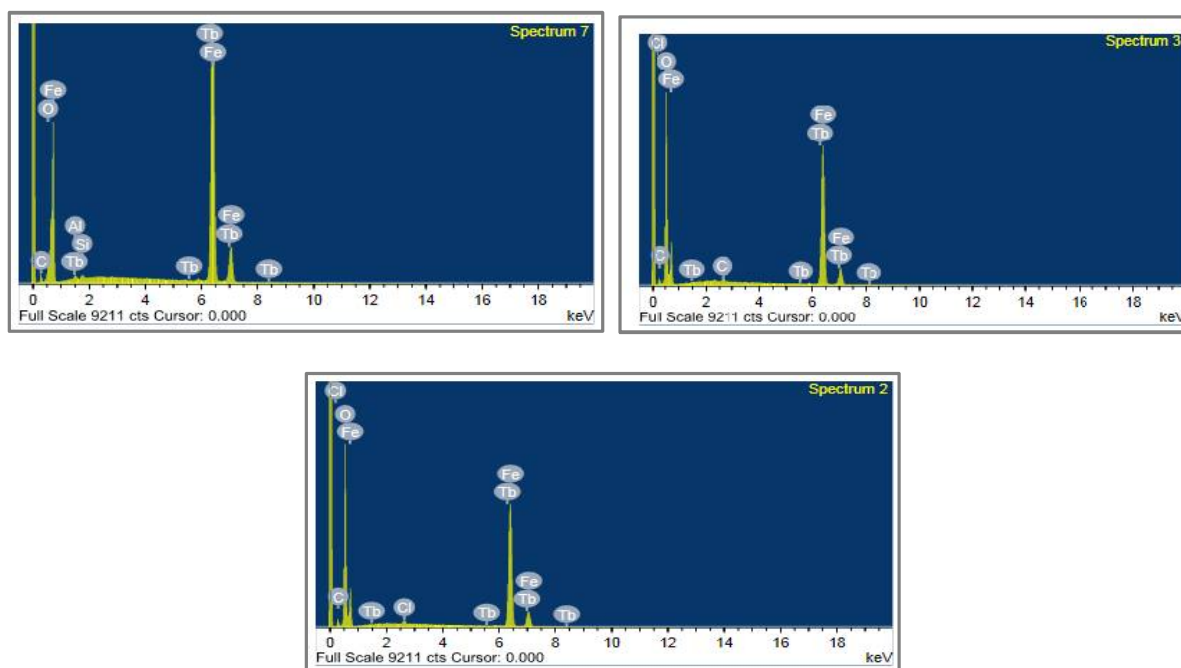 Spectrum 7
Tb
Fe
Fe
O
Al
Si
C
Tb
Fe
Tb
Tb
Tb
0 2 4 6 8 10 12 14 16 18
Full Scale 9211 cts Cursor: 0.000 keV
Spectrum 3
Cl
O
Fe
Fe
Tb
C
Tb
C
Tb
Fe
Tb
Tb
0 2 4 6 8 10 12 14 16 18
Full Scale 9211 cts Cursor: 0.000 keV
Spectrum 2
Cl
O
Fe
Fe
Tb
C
Tb
Cl
Tb
Fe
Tb
Tb
0 2 4 6 8 10 12 14 16 18
Full Scale 9211 cts Cursor: 0.000 keV